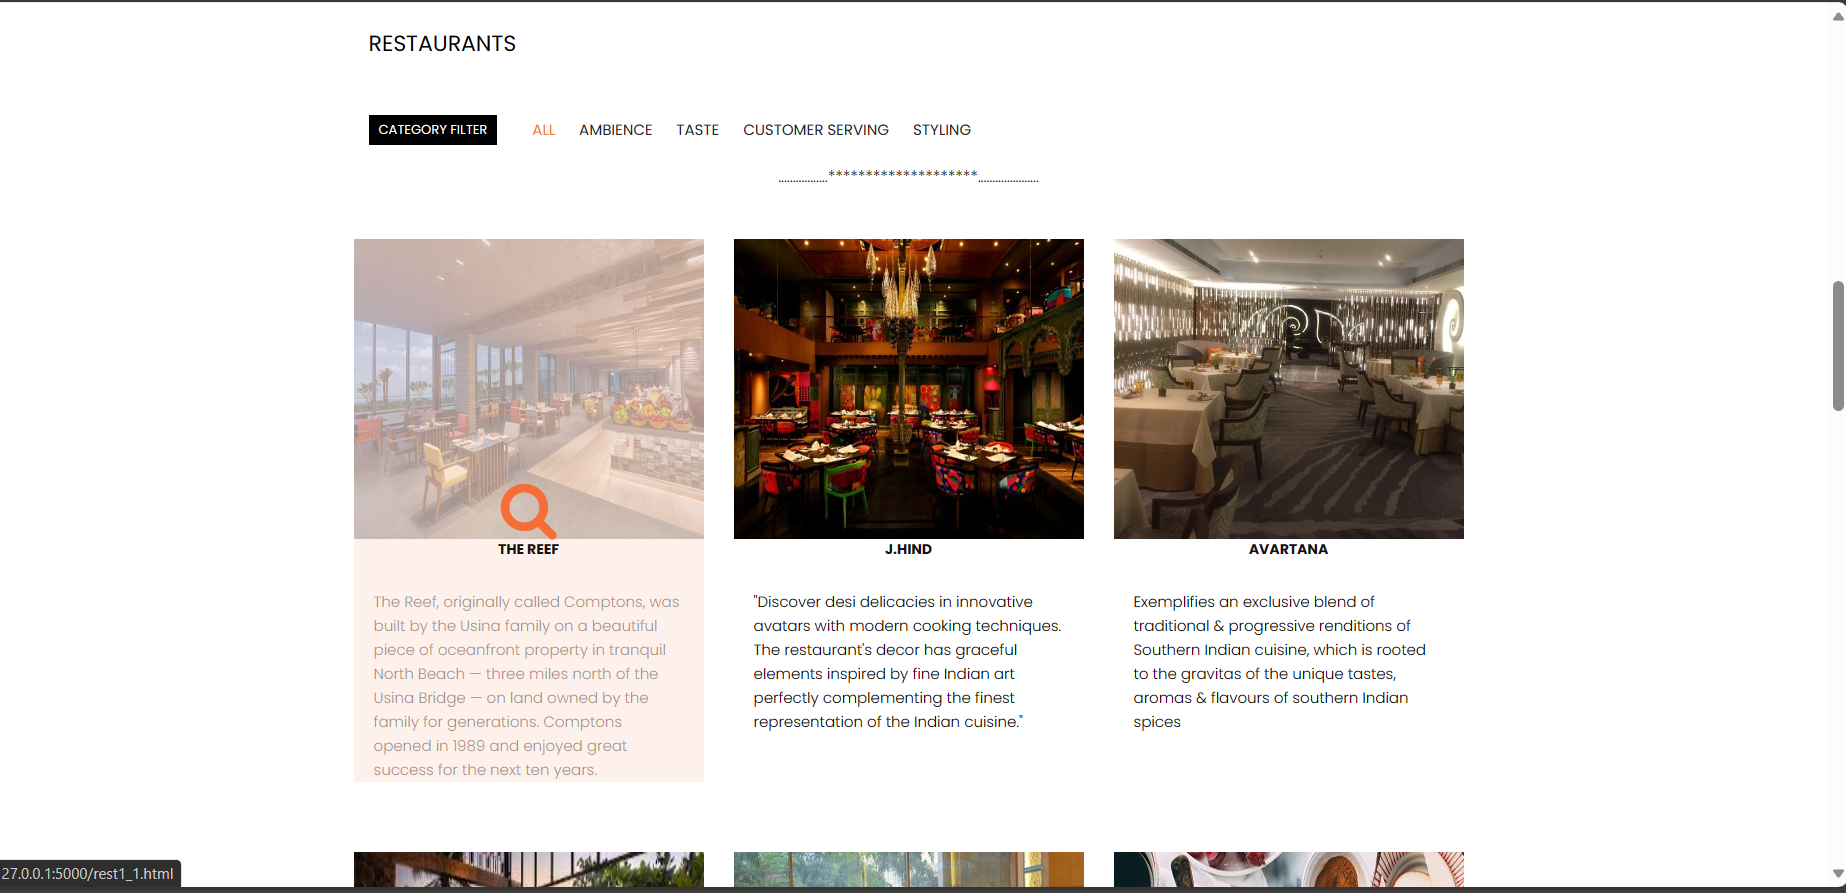 RESTAURANTS
CATEGORY FILTER ALL AMBIENCE TASTE CUSTOMER SERVING STYLING
.................********************.....................
THE REEF
The Reef, originally called Comptons, was
built by the Usina family on a beautiful
piece of oceanfront property in tranquil
North Beach — three miles north of the
Usina Bridge — on land owned by the
family for generations. Comptons
opened in 1989 and enjoyed great
success for the next ten years.
J.HIND
"Discover desi delicacies in innovative
avatars with modern cooking techniques.
The restaurant's decor has graceful
elements inspired by fine Indian art
perfectly complementing the finest
representation of the Indian cuisine."
AVARTANA
Exemplifies an exclusive blend of
traditional & progressive renditions of
Southern Indian cuisine, which is rooted
to the gravitas of the unique tastes,
aromas & flavours of southern Indian
spices
27.0.0.1:5000/rest1_1.html